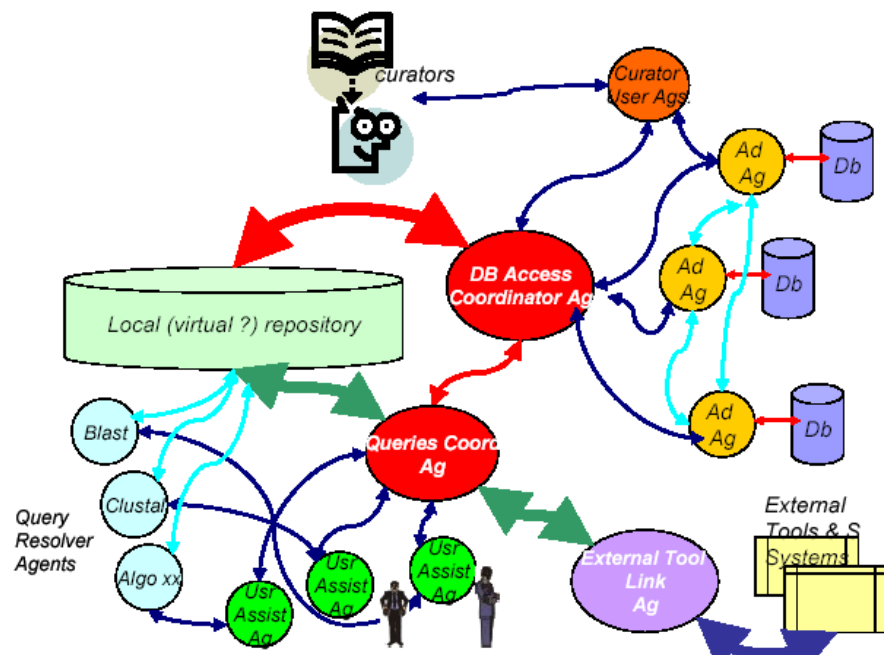 curators
Curator
User Ags.
Ad
Ag
Db
DB Access
Coordinator Ag
Ad
Ag
Db
Local (virtual ?) repository
Ad
Ag
Db
Blast
Queries Coord
Ag
Clustal
Query
Resolver
Agents
Algo xx
Usr
Assist
Ag
Usr
Assist
Ag
Usr
Assist
Ag
External Tool
Link
Ag
External
Tools & S
Systems